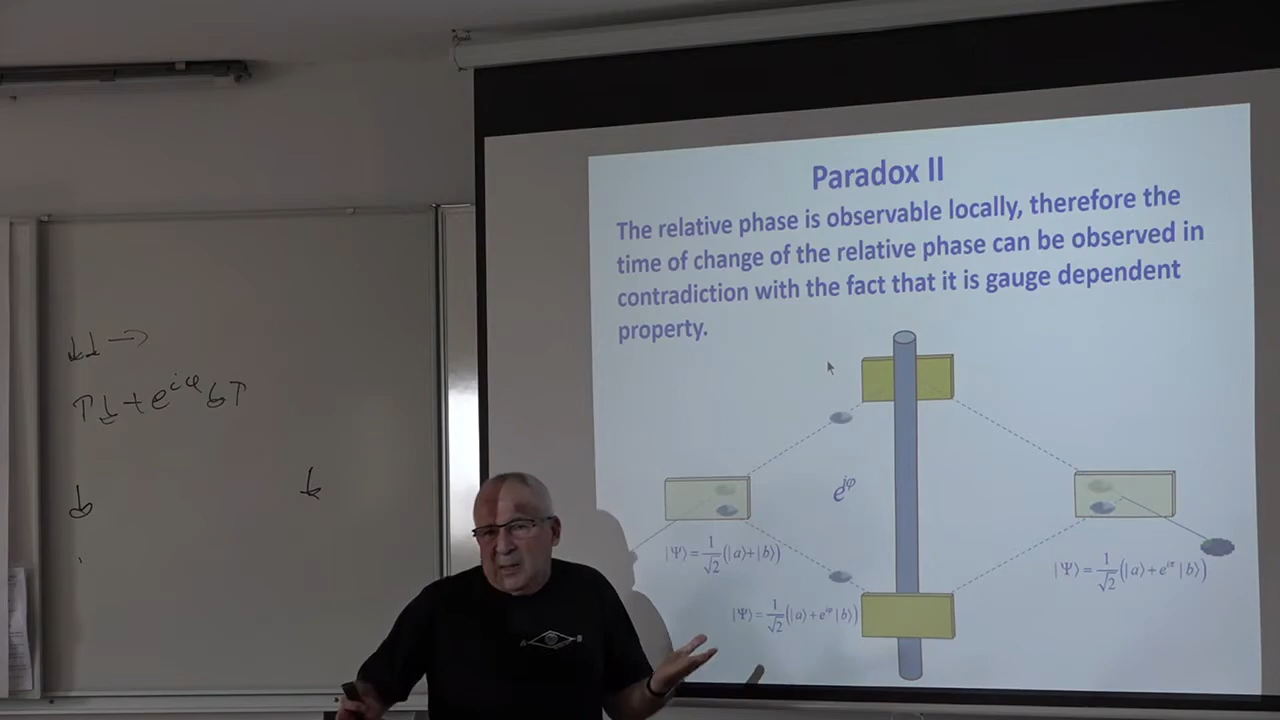 Paradox II
The relative phase is observable locally, therefore the
time of change of the relative phase can be observed in
contradiction with the fact that it is gauge dependent
property.
↓↓ →
↑↓ + e^{iφ} ↓↑
↓ ↓
e^{iφ}
|Ψ⟩ = 1/√2 (|a⟩+|b⟩)
|Ψ⟩ = 1/√2 (|a⟩+e^{iφ}|b⟩)
|Ψ⟩ = 1/√2 (|a⟩+e^{iπ}|b⟩)